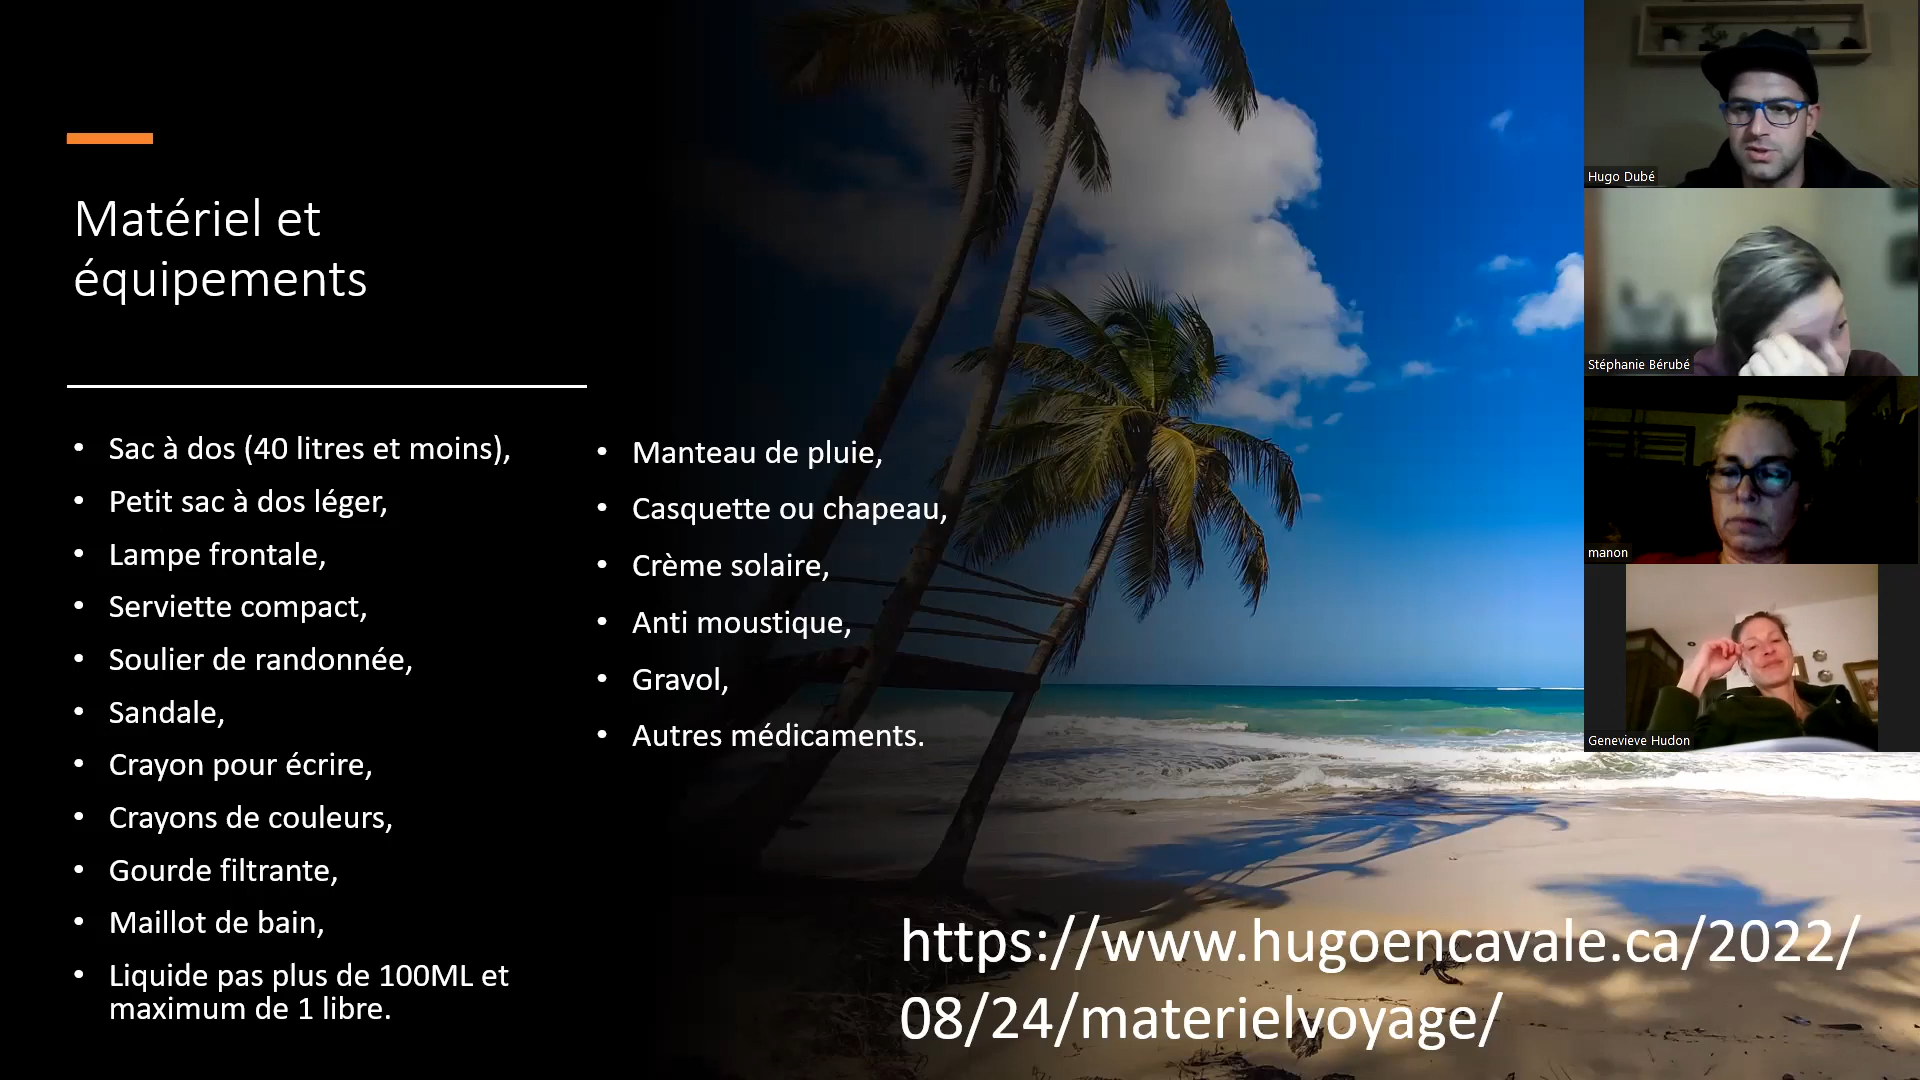 Matériel et
équipements
• Sac à dos (40 litres et moins),
• Petit sac à dos léger,
• Lampe frontale,
• Serviette compact,
• Soulier de randonnée,
• Sandale,
• Crayon pour écrire,
• Crayons de couleurs,
• Gourde filtrante,
• Maillot de bain,
• Liquide pas plus de 100ML et
maximum de 1 libre.
• Manteau de pluie,
• Casquette ou chapeau,
• Crème solaire,
• Anti moustique,
• Gravol,
• Autres médicaments.
https://www.hugoencavale.ca/2022/
08/24/materielvoyage/
Hugo Dubé
Stéphanie Bérubé
manon
Genevieve Hudon